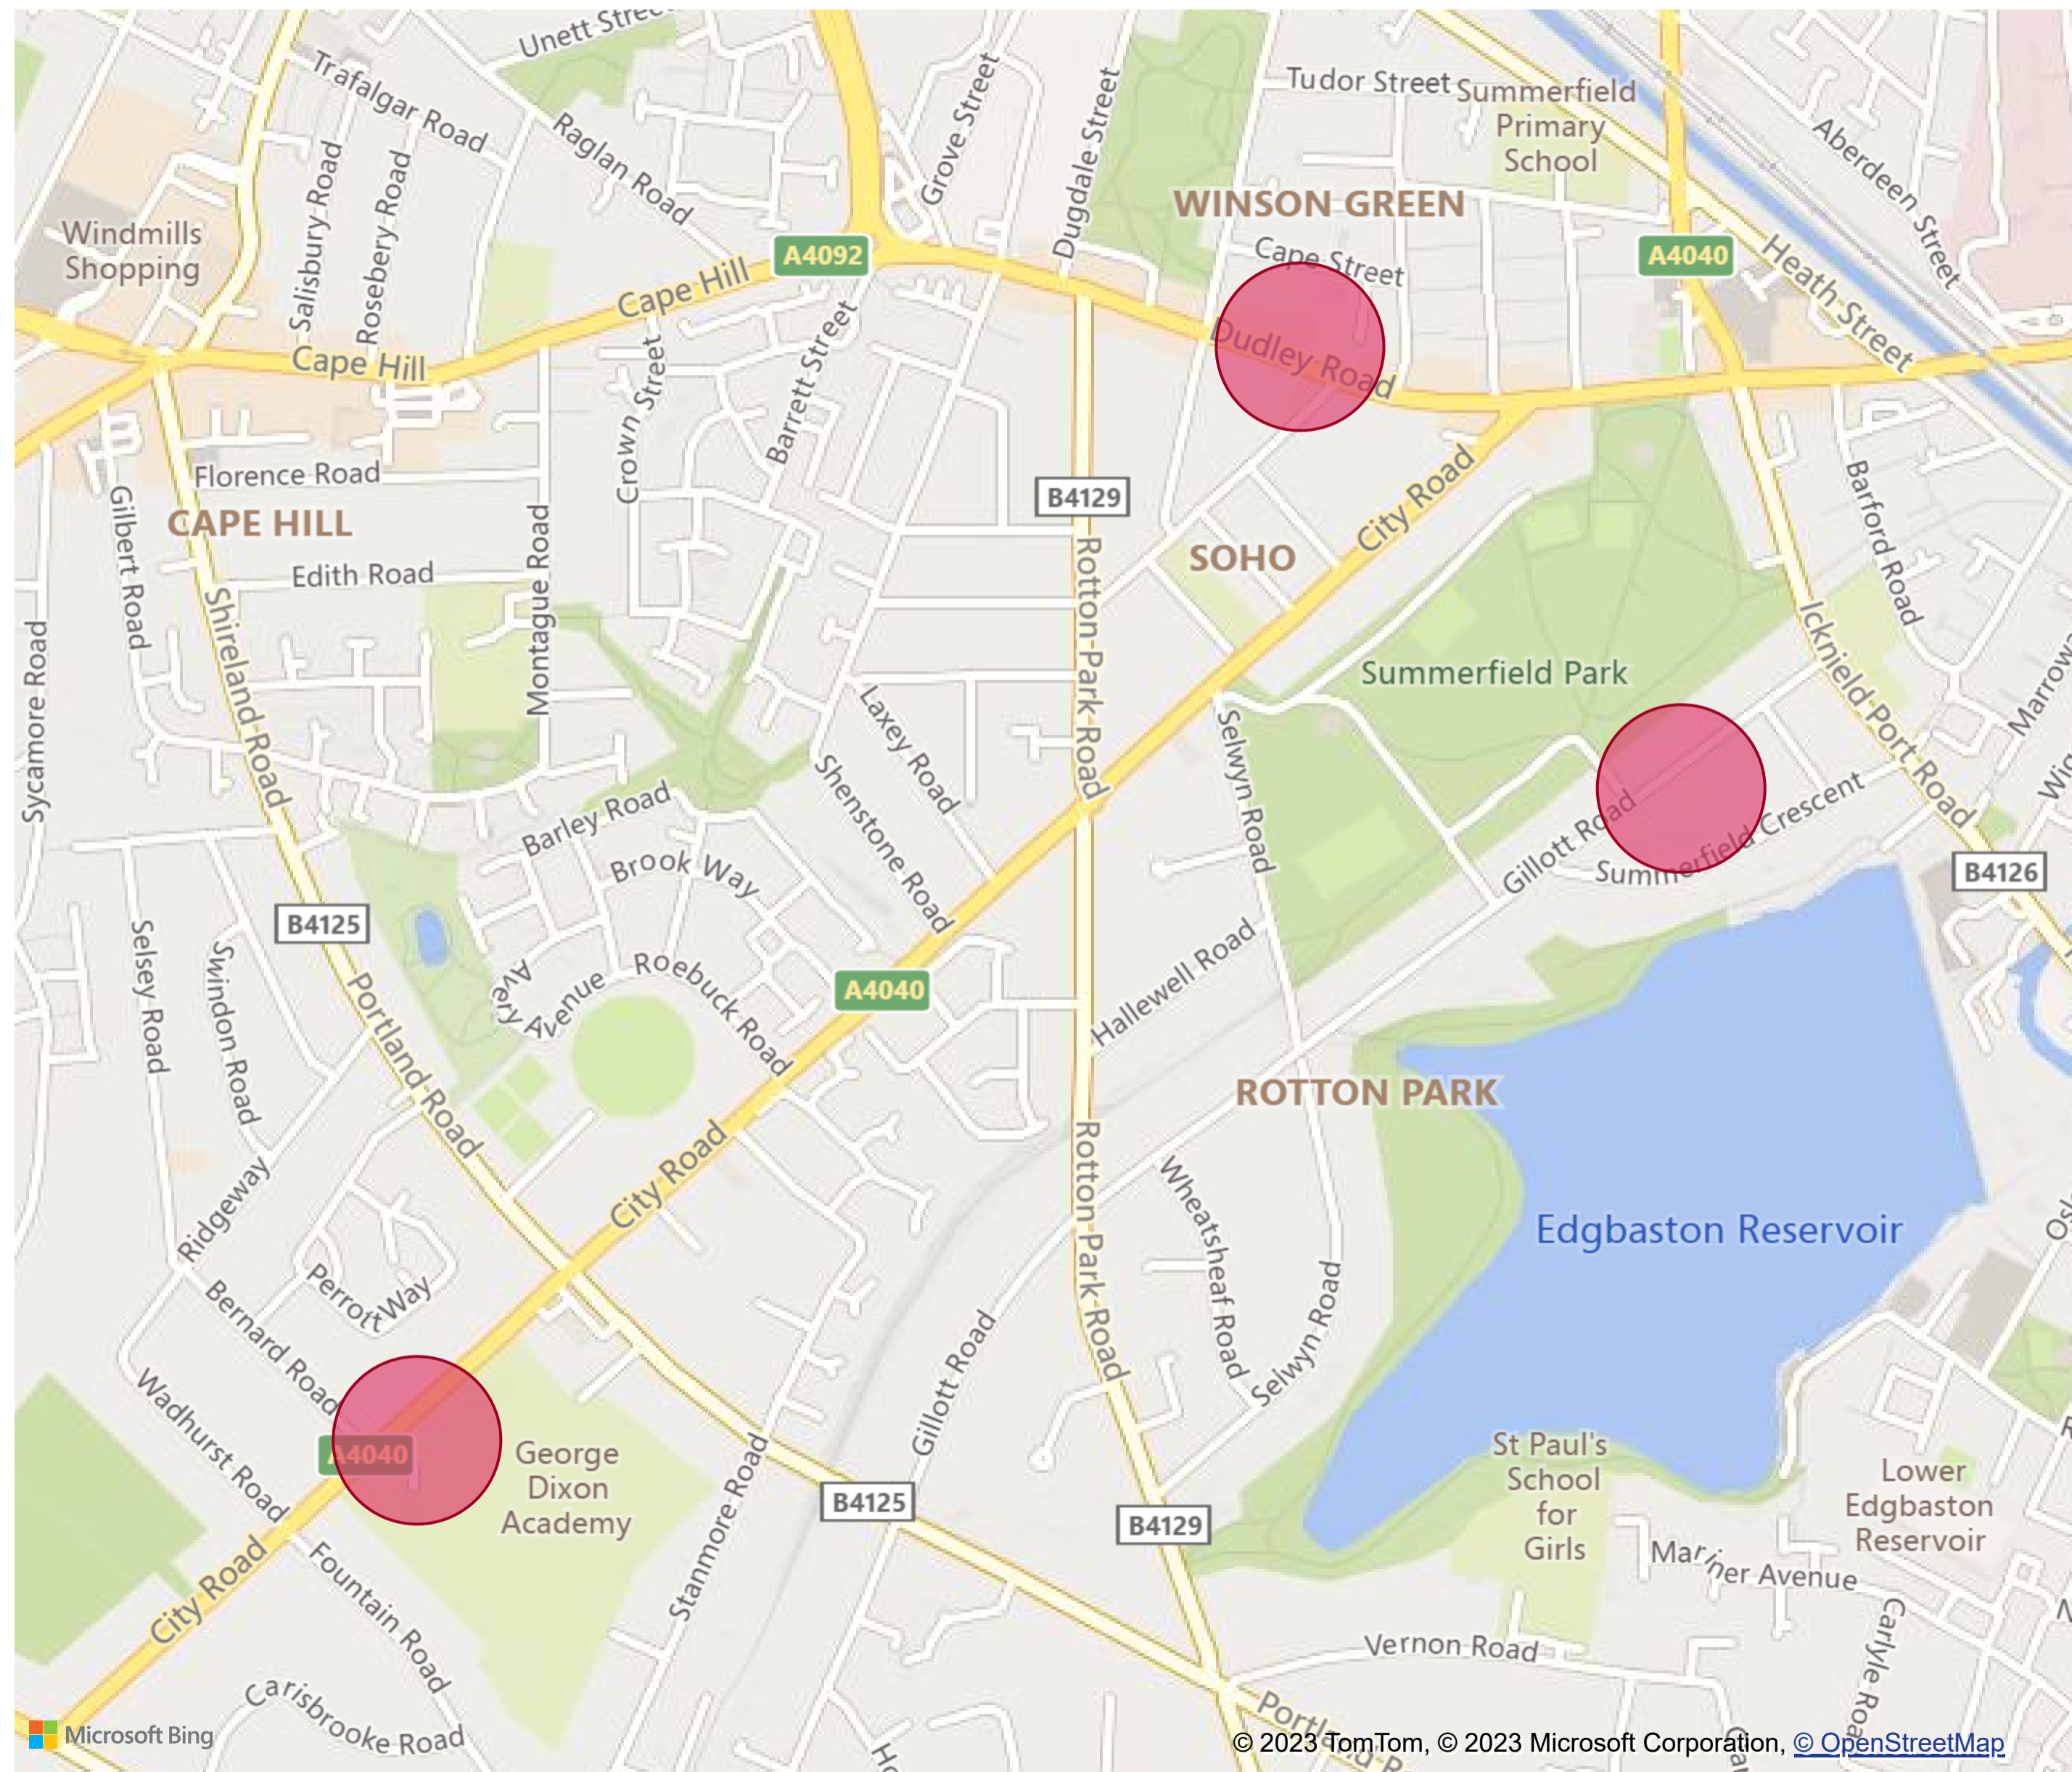 Unett Stree
Trafalgar Road
Raglan Road
Grove Street
Dugdale Street
Tudor Street
Summerfield
Primary
School
Aberdeen Street
Salisbury Road
Rosebery Road
WINSON GREEN
Windmills
Shopping
A4092
A4040
Cape Street
Heath Street
Cape Hill
Cape Hill
Dudley Road
Crown Street
Barrett Street
Florence Road
B4129
City Road
CAPE HILL
Gilbert Road
Barford Road
SOHO
Edith Road
Montague Road
Rotton-Park-Road
Shireland Road
Sycamore Road
Icknield Port Road
Summerfield Park
Marrow
Laxey Road
Selwyn Road
Shenstone Road
Barley Road
Brook Way
Gillott Road
Summerfield Crescent
B4126
B4125
Selsey Road
Swindon Road
Avery Avenue
Roebuck Road
A4040
Hallewell Road
Portland Road
ROTTON PARK
City Road
Rotton-Park Road
Wheatsheaf Road
Ridgeway
Edgbaston Reservoir
Perrott Way
Bernard Road
Selwyn Road
Gillott Road
Wadhurst Road
A4040
George
Dixon
Academy
Stanmore Road
B4125
B4129
St Paul's
School
for
Girls
Lower
Edgbaston
Reservoir
Mariner Avenue
City Road
Fountain Road
Carlyle Road
Vernon Road
Carisbrooke Road
Portland R
Microsoft Bing
© 2023 TomTom, © 2023 Microsoft Corporation, © OpenStreetMap